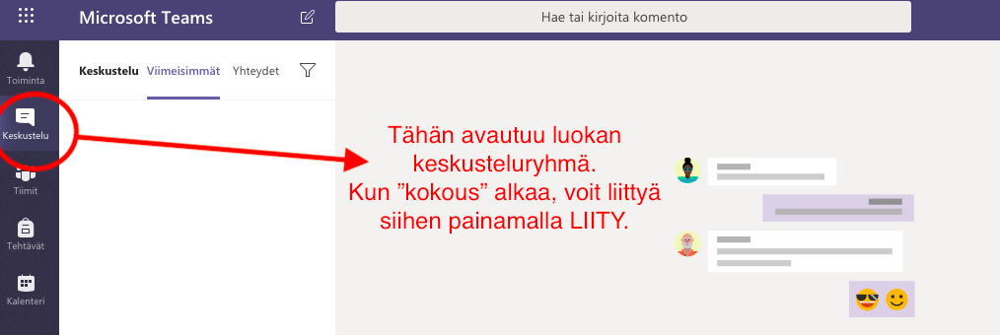 Microsoft Teams
Hae tai kirjoita komento
Toiminta
Keskustelu
Tiimit
Tehtävät
Kalenteri
Keskustelu Viimeisimmät Yhteydet
Tähän avautuu luokan
keskusteluryhmä.
Kun ”kokous” alkaa, voit liittyä
siihen painamalla LIITY.